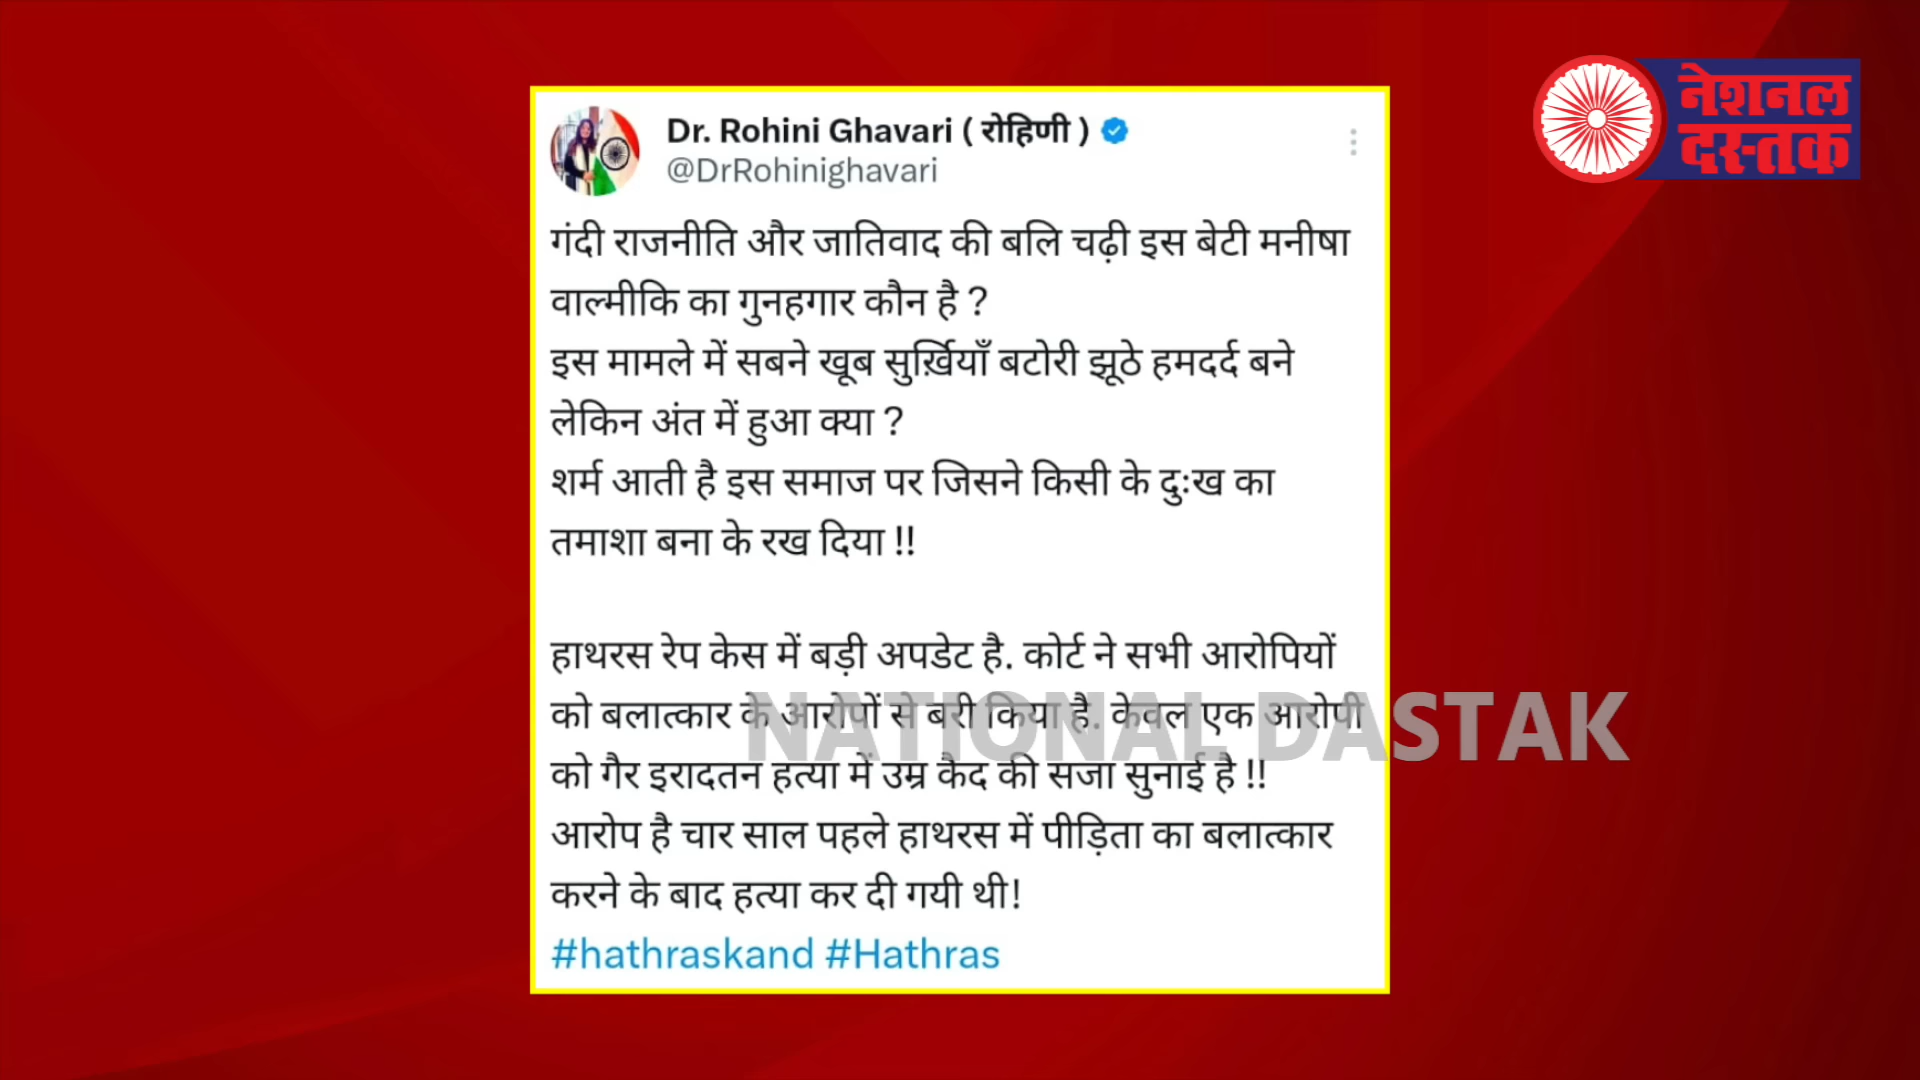 नेशनल
दस्तक
Dr. Rohini Ghavari ( रोहिणी )
@DrRohinighavari
गंदी राजनीति और जातिवाद की बलि चढ़ी इस बेटी मनीषा
वाल्मीकि का गुनहगार कौन है ?
इस मामले में सबने खूब सुर्ख़ियाँ बटोरी झूठे हमदर्द बने
लेकिन अंत में हुआ क्या ?
शर्म आती है इस समाज पर जिसने किसी के दुःख का
तमाशा बना के रख दिया !!
हाथरस रेप केस में बड़ी अपडेट है. कोर्ट ने सभी आरोपियों
को बलात्कार के आरोपों से बरी किया है. केवल एक आरोपी
NATIONAL DASTAK
को गैर इरादतन हत्या में उम्र कैद की सजा सुनाई है !!
आरोप है चार साल पहले हाथरस में पीड़िता का बलात्कार
करने के बाद हत्या कर दी गयी थी!
#hathraskand #Hathras